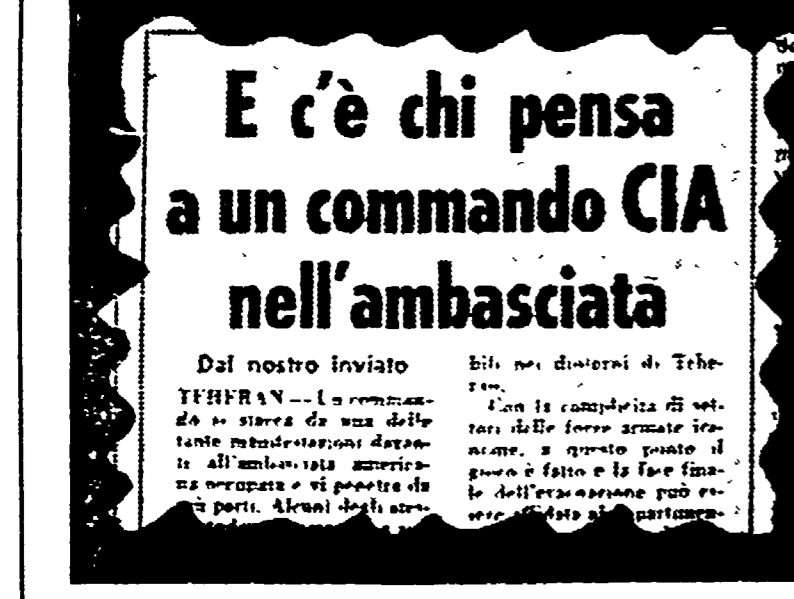 E c'è chi pensa
a un commando CIA
nell'ambasciata
Dal nostro inviato
TEHERAN — Un comman-
do si stacca da una delle
tante manifestazioni davan-
ti all'ambasciata america-
na occupata e vi penetra da
più parti. Alcuni degli
bili nei dintorni di Tehe-
ran.
Con la complicità di set-
tori delle forze armate ira-
niane, a questo punto il
gioco è fatto e la fase fina-
le dell'evacuazione può es-
sere